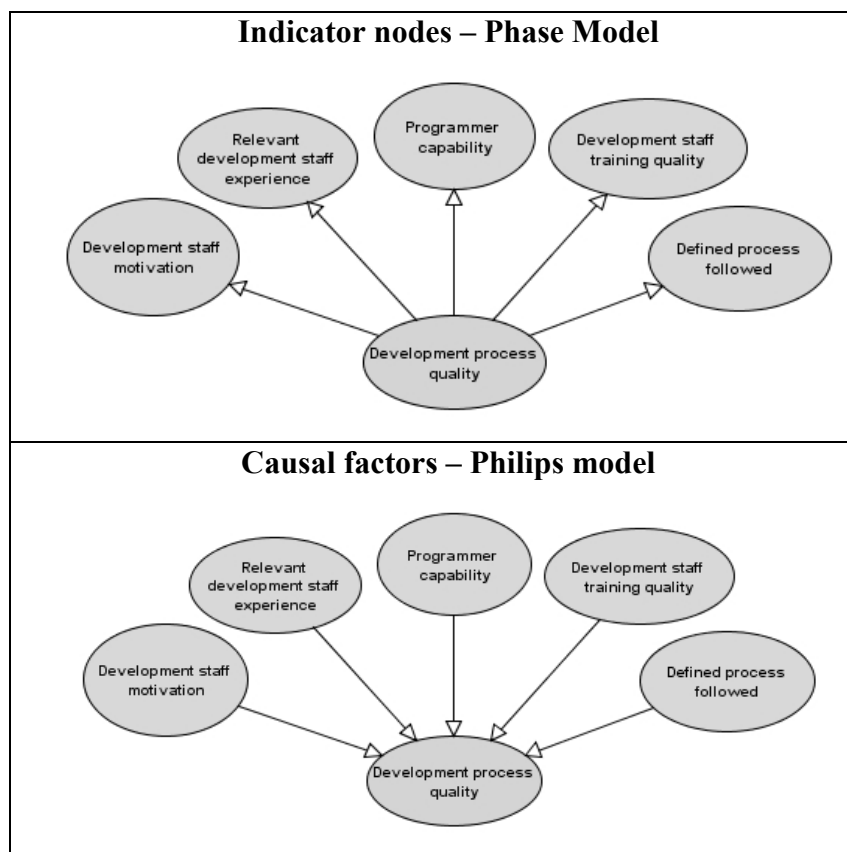 Indicator nodes – Phase Model
Programmer
capability
Relevant
development staff
experience
Development staff
training quality
Development staff
motivation
Defined process
followed
Development process
quality
Causal factors – Philips model
Programmer
capability
Relevant
development staff
experience
Development staff
training quality
Development staff
motivation
Defined process
followed
Development process
quality